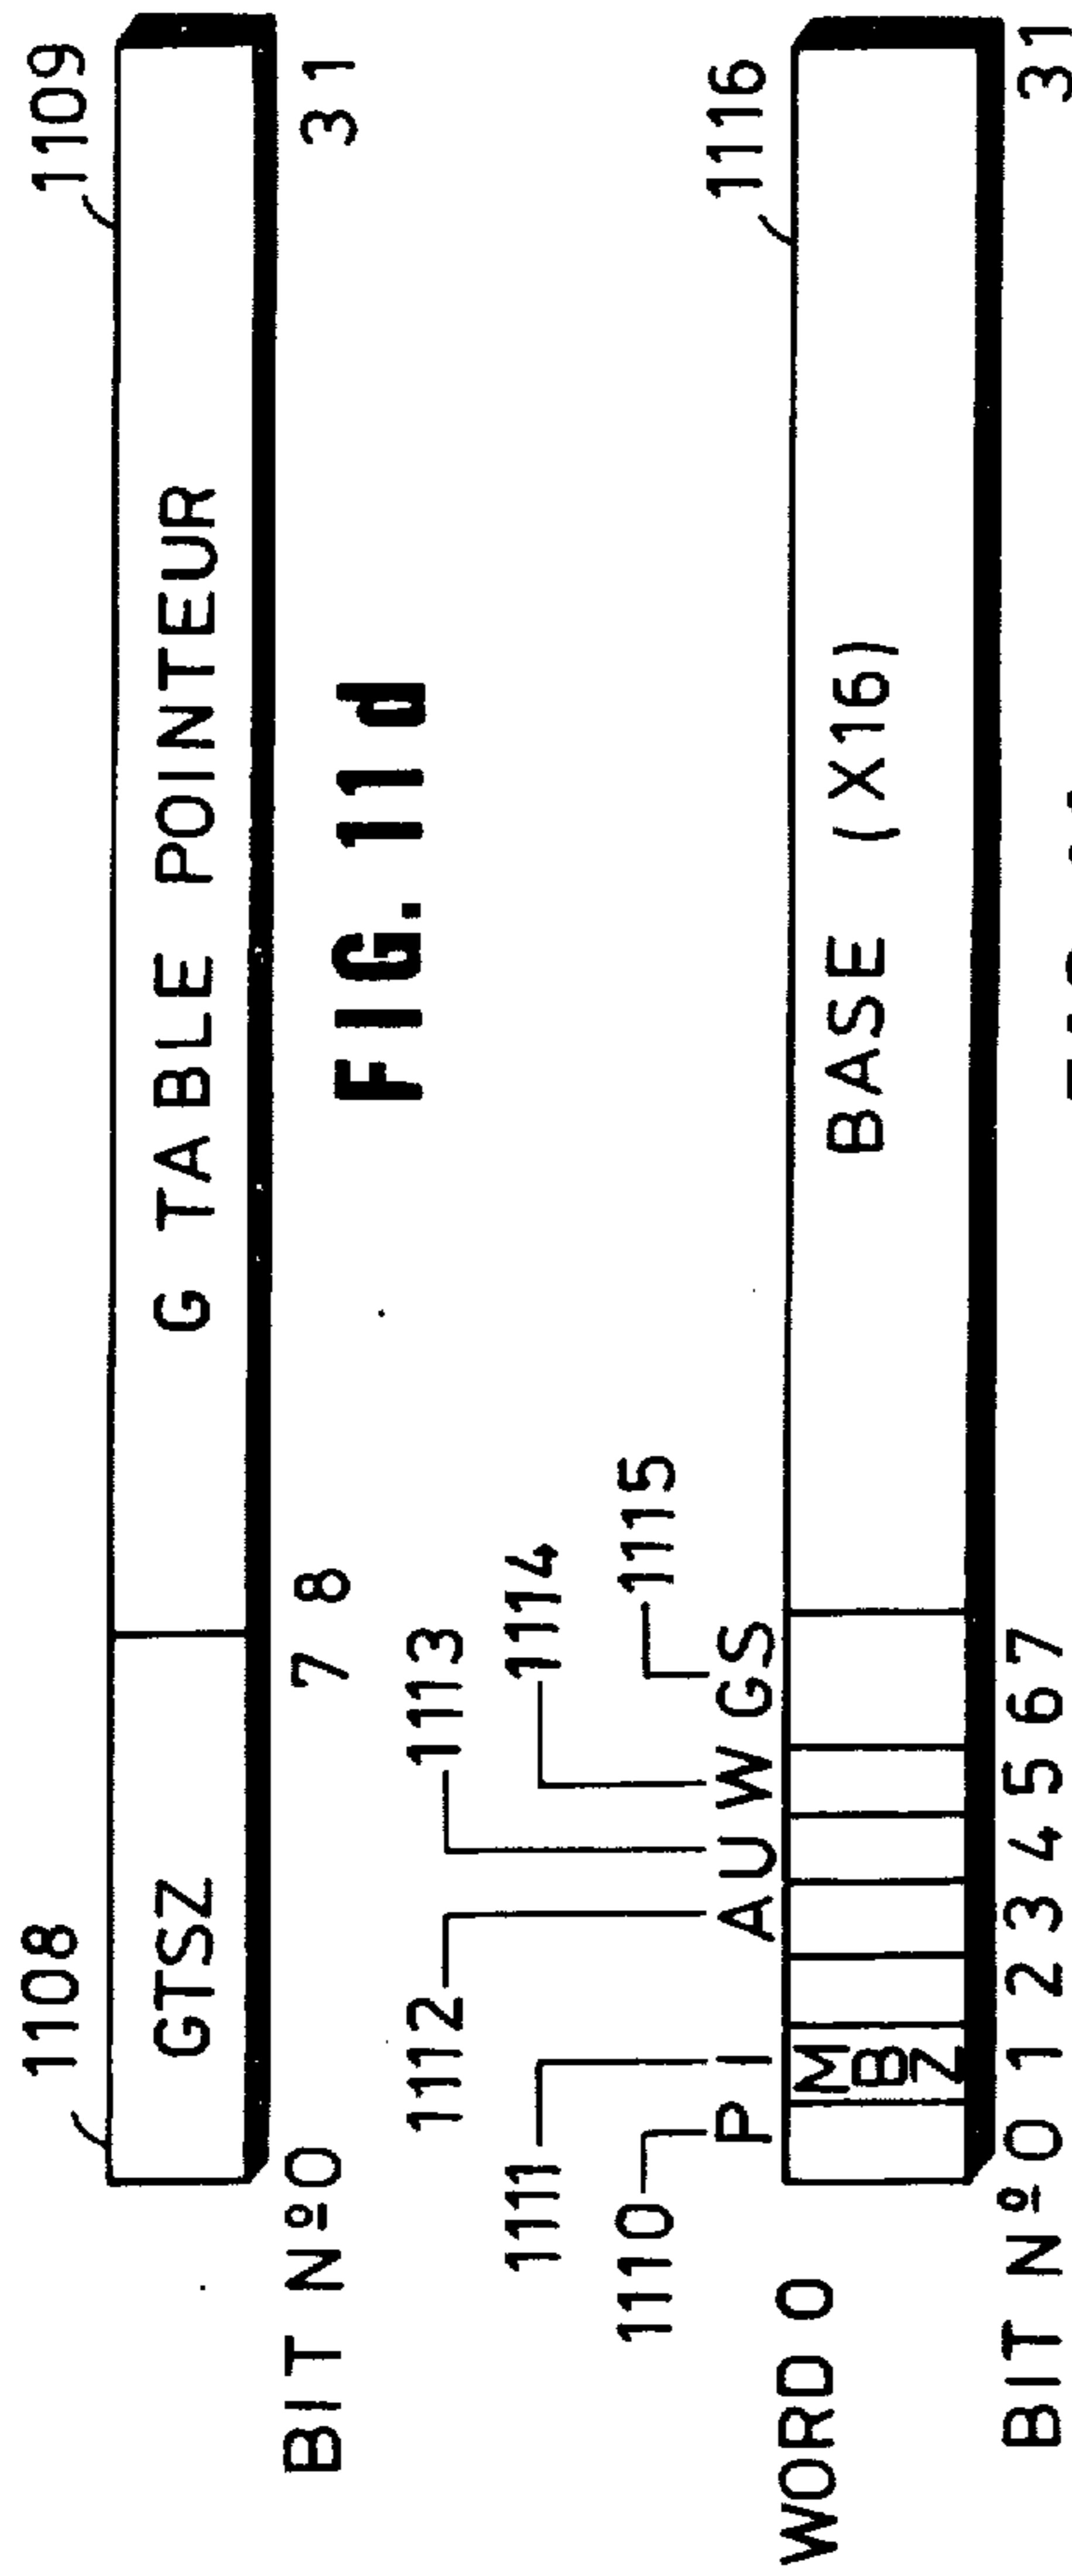 1108 1109
GTSZ G TABLE POINTEUR
BIT Nº0 7 8 31
FIG. 11 d
1111 1112 1113 1114
1110 1115
P I A U W GS 1116
WORD 0 MBZ BASE (X16)
BIT Nº 0 1 2 3 4 5 6 7 31